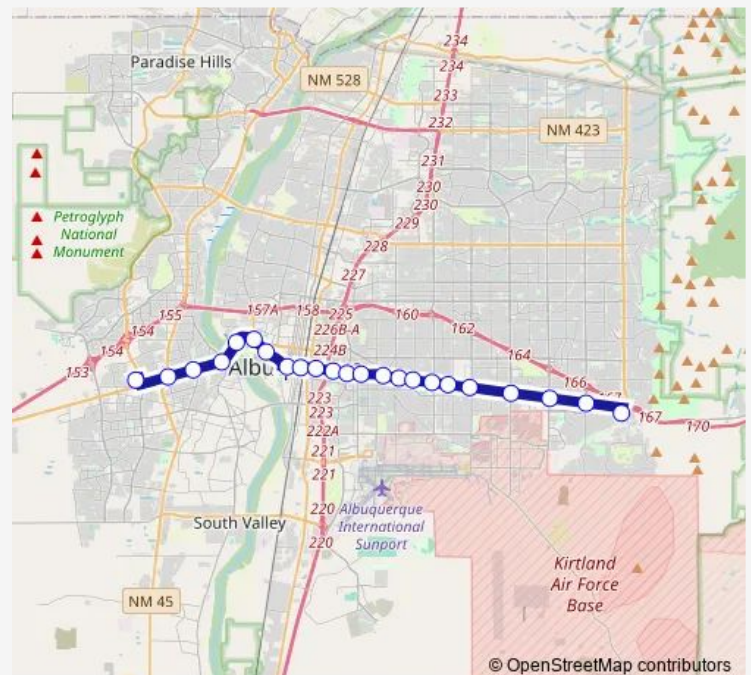 234
Paradise Hills
234
NM 528
233
232
NM 423
231
230
230
Petroglyph
National
Monument
229
228
227
155
157A
158
225
160
226B-A
162
154
154
224B
164
153
166
167
170
223
223
222A
221
221
Albuquerque
International
Sunport
220
220
South Valley
Kirtland
Air Force
Base
NM 45
© OpenStreetMap contributors